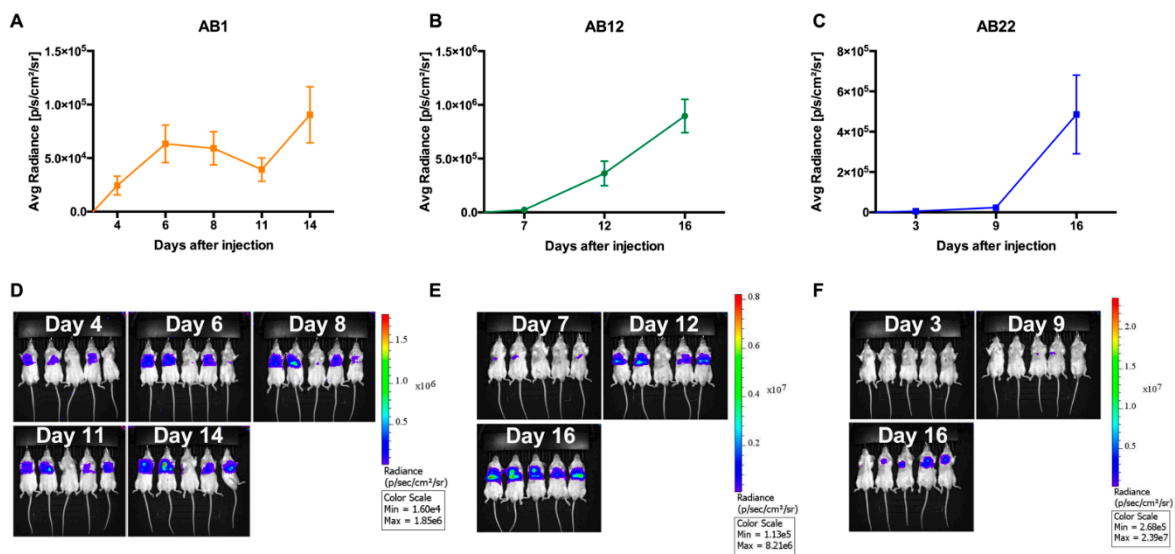 A
AB1
Avg Radiance [p/s/cm²/sr]
1.5×10⁵
1.0×10⁵
5.0×10⁴
0.0
4 6 8 11 14
Days after injection
B
AB12
Avg Radiance [p/s/cm²/sr]
1.5×10⁶
1.0×10⁶
5.0×10⁵
0.0
7 12 16
Days after injection
C
AB22
Avg Radiance [p/s/cm²/sr]
8×10⁵
6×10⁵
4×10⁵
2×10⁵
0
3 9 16
Days after injection
D
Day 4 Day 6 Day 8
Day 11 Day 14
1.5
1.0
0.5
x10⁶
Radiance
(p/sec/cm²/sr)
Color Scale
Min = 1.60e4
Max = 1.85e6
E
Day 7 Day 12
Day 16
0.8
0.6
0.4
0.2
x10⁷
Radiance
(p/sec/cm²/sr)
Color Scale
Min = 1.13e5
Max = 8.21e6
F
Day 3 Day 9
Day 16
2.0
1.5
1.0
0.5
x10⁷
Radiance
(p/sec/cm²/sr)
Color Scale
Min = 2.68e5
Max = 2.39e7